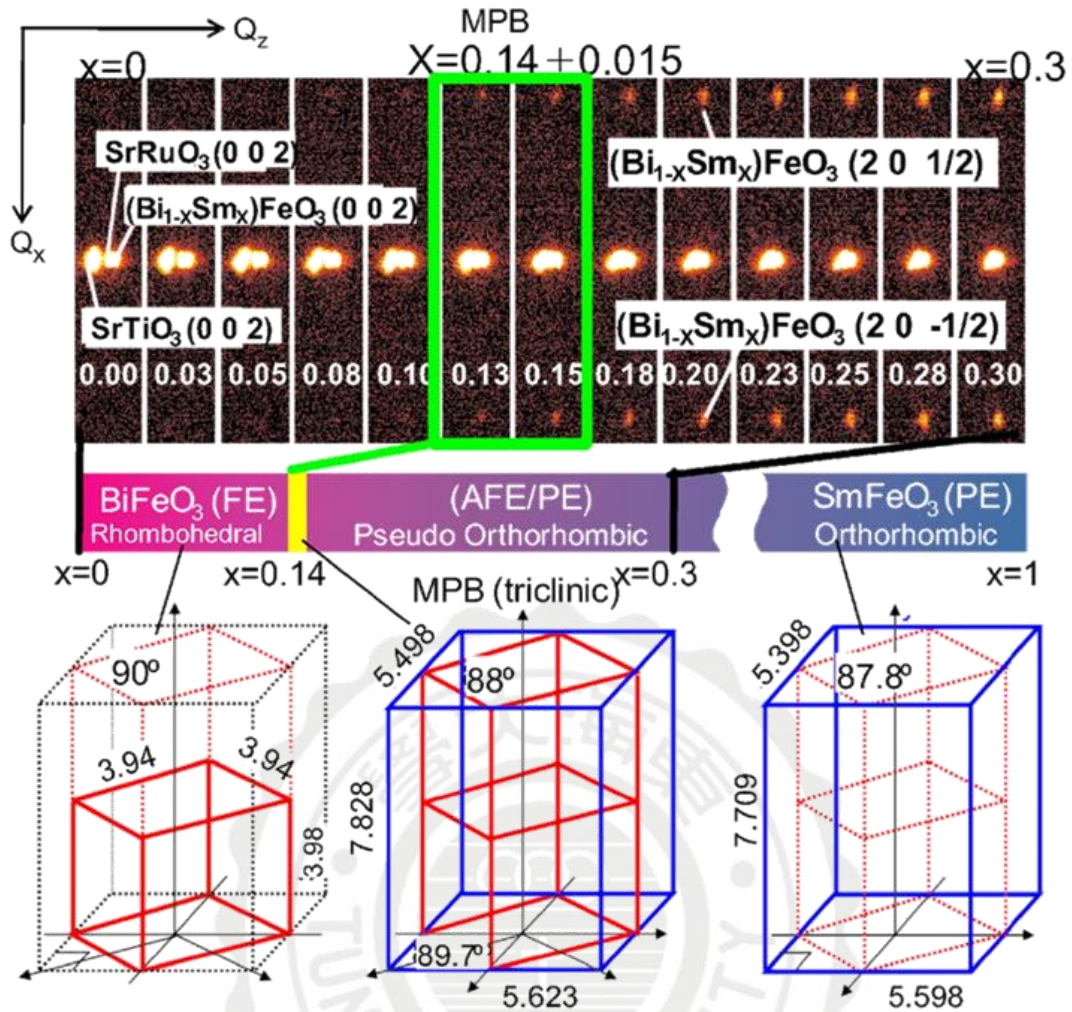 Qz
MPB
x=0
X=0.14+0.015
x=0.3
SrRuO₃(0 0 2)
(Bi₁₋ₓSmₓ)FeO₃ (2 0 1/2)
(Bi₁₋ₓSmₓ)FeO₃(0 0 2)
Qx
SrTiO₃(0 0 2)
(Bi₁₋ₓSmₓ)FeO₃ (2 0 -1/2)
0.00 0.03 0.05 0.08 0.10 0.13 0.15 0.18 0.20 0.23 0.25 0.28 0.30
BiFeO₃(FE) (AFE/PE) SmFeO₃(PE)
Rhombohedral Pseudo Orthorhombic Orthorhombic
x=0 x=0.14 x=0.3 x=1
MPB (triclinic)
90º
3.94
3.94
3.98
5.498
88º
7.828
89.7º
5.623
5.398
87.8º
7.709
5.598